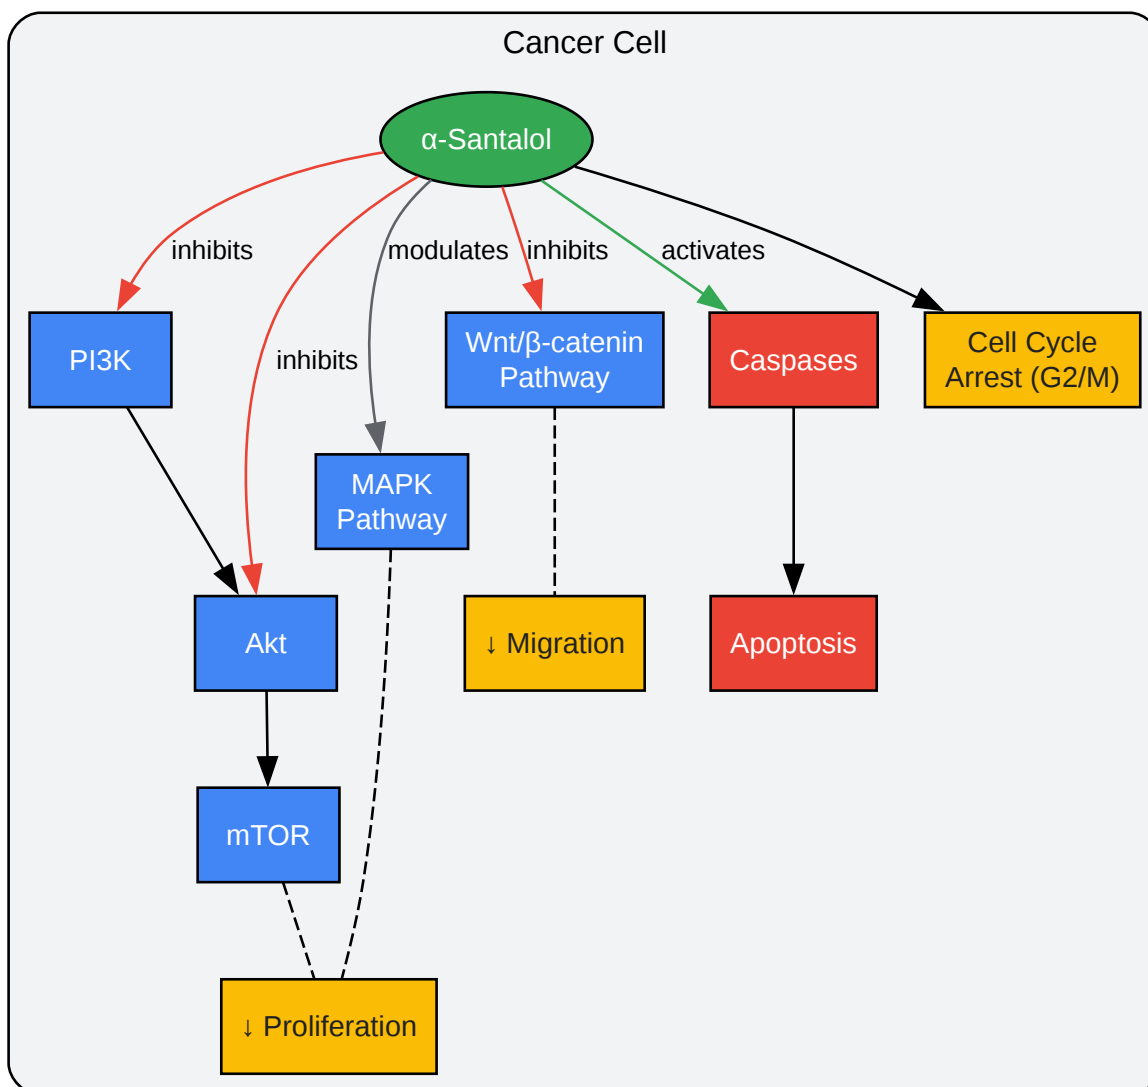 Cancer Cell
α-Santalol
inhibits
modulates
inhibits
activates
PI3K
inhibits
Wnt/β-catenin
Pathway
Caspases
Cell Cycle
Arrest (G2/M)
MAPK
Pathway
Akt
↓ Migration
Apoptosis
mTOR
↓ Proliferation